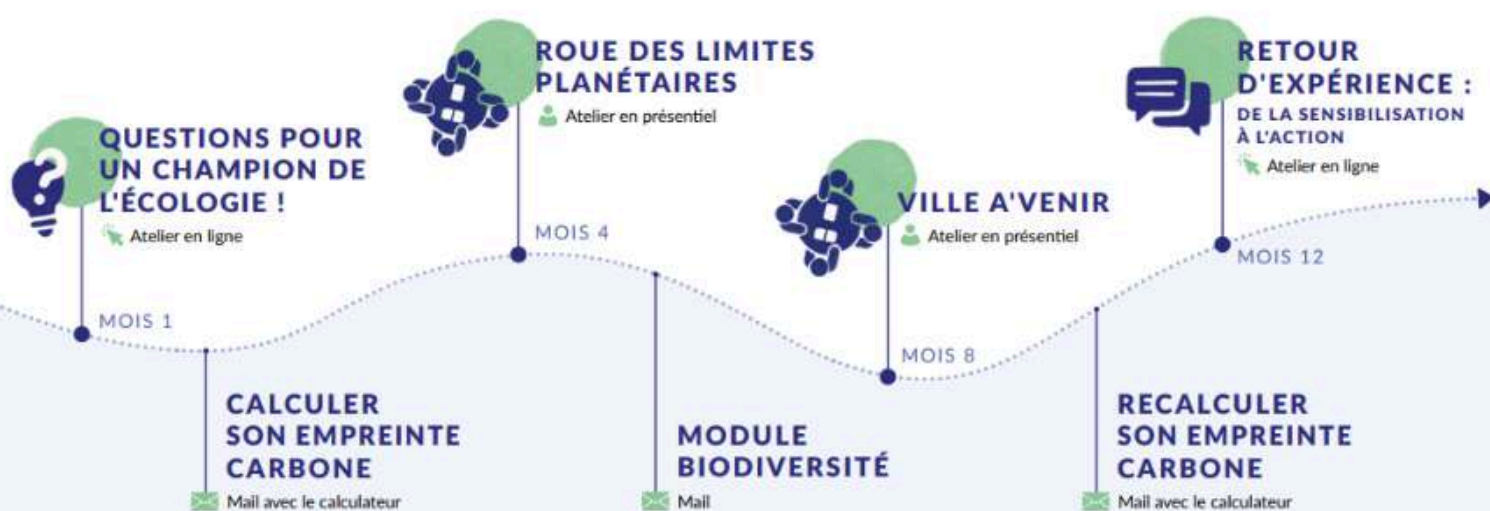 QUESTIONS POUR
UN CHAMPION DE
L'ÉCOLOGIE !
Atelier en ligne
MOIS 1
CALCULER
SON EMPREINTE
CARBONE
Mail avec le calculateur
ROUE DES LIMITES
PLANÉTAIRES
Atelier en présentiel
MOIS 4
MODULE
BIODIVERSITÉ
Mail
VILLE A'VENIR
Atelier en présentiel
MOIS 8
RECALCULER
SON EMPREINTE
CARBONE
Mail avec le calculateur
RETOUR
D'EXPÉRIENCE :
DE LA SENSIBILISATION
À L'ACTION
Atelier en ligne
MOIS 12